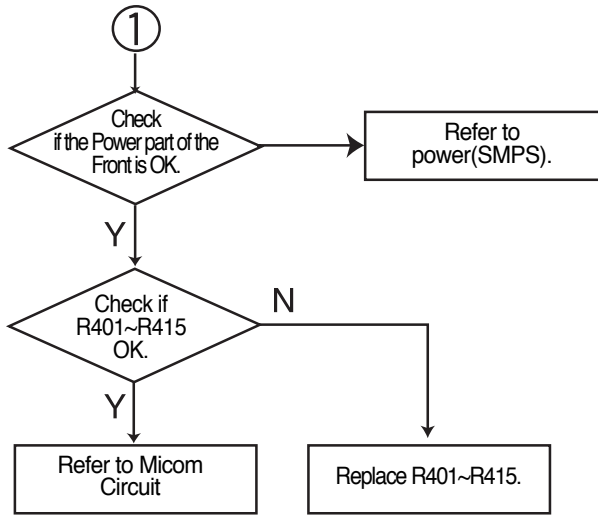 1
Check
if the Power part of the
Front is OK.
Refer to
power(SMPS).
Y
Check if
R401~R415
OK.
N
Y
Refer to Micom
Circuit
Replace R401~R415.